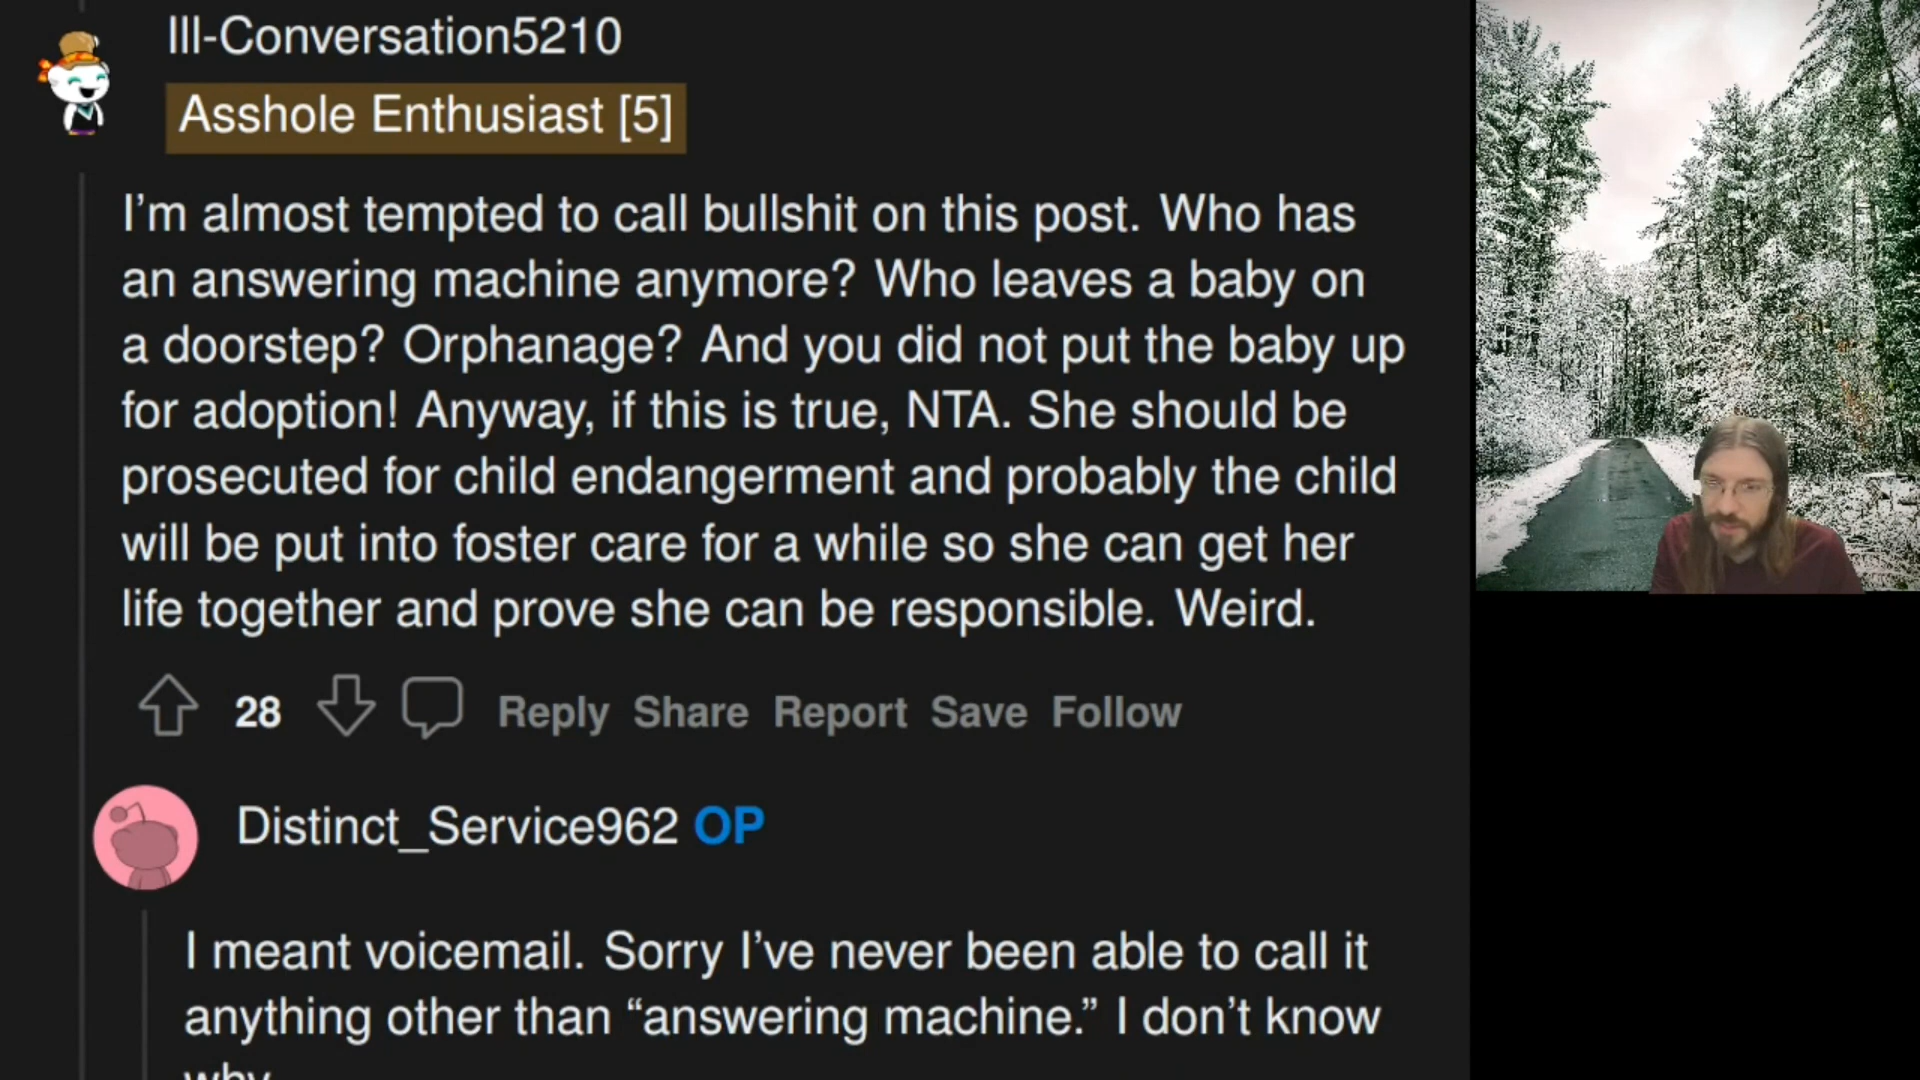 Ill-Conversation5210
Asshole Enthusiast [5]
I’m almost tempted to call bullshit on this post. Who has
an answering machine anymore? Who leaves a baby on
a doorstep? Orphanage? And you did not put the baby up
for adoption! Anyway, if this is true, NTA. She should be
prosecuted for child endangerment and probably the child
will be put into foster care for a while so she can get her
life together and prove she can be responsible. Weird.
28 Reply Share Report Save Follow
Distinct_Service962 OP
I meant voicemail. Sorry I’ve never been able to call it
anything other than “answering machine.” I don’t know
why